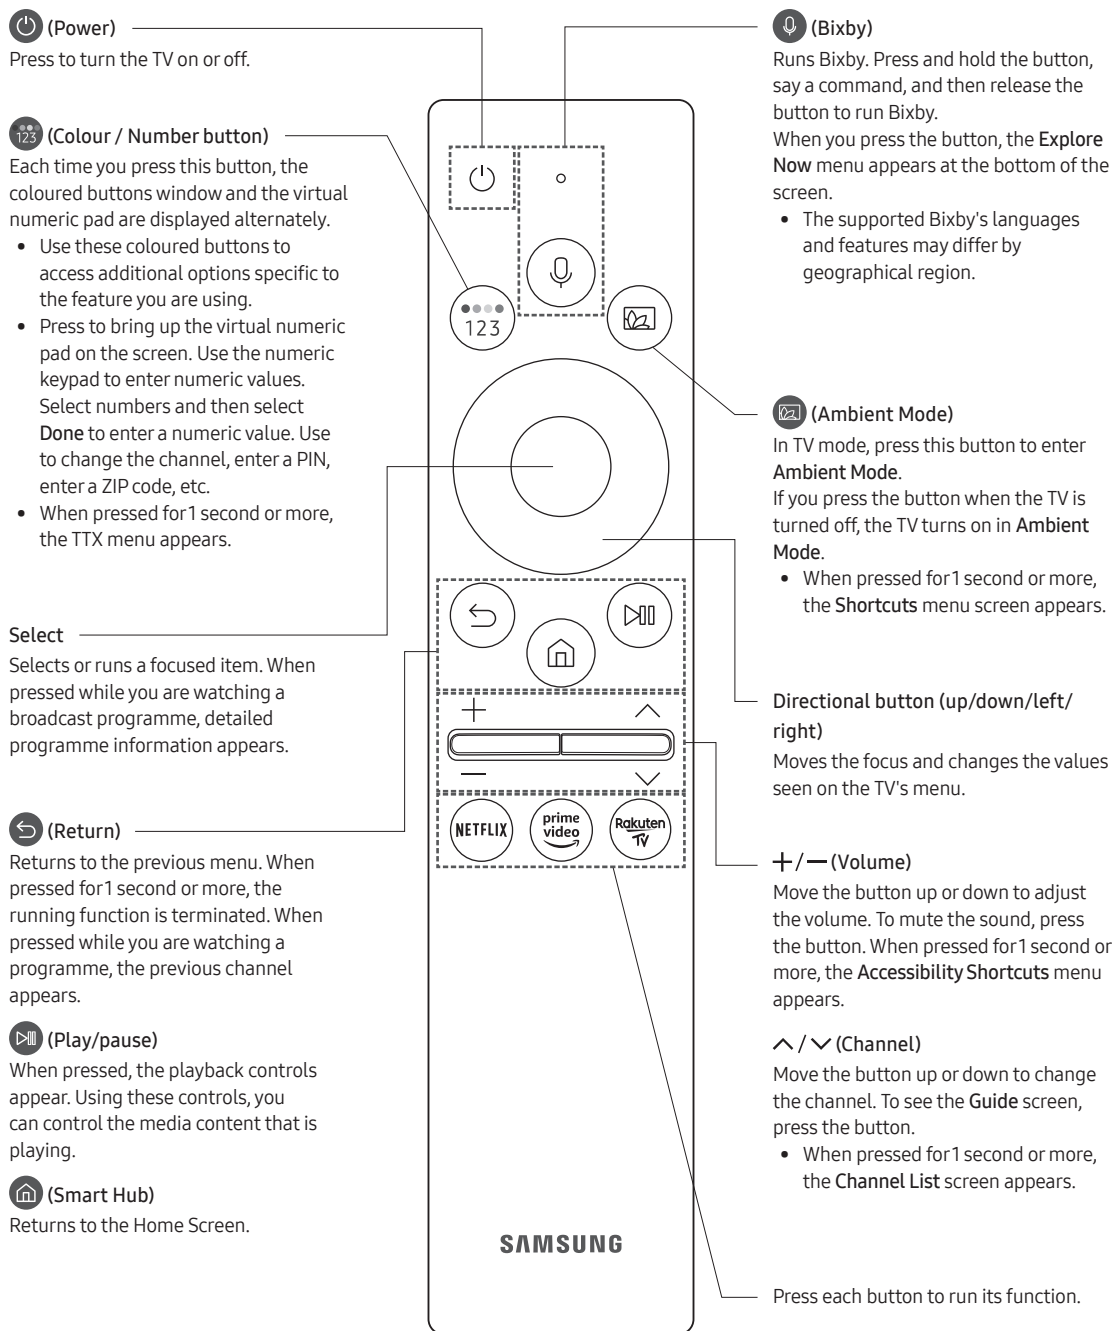 (Power)
Press to turn the TV on or off.
(Colour / Number button)
Each time you press this button, the
coloured buttons window and the virtual
numeric pad are displayed alternately.
• Use these coloured buttons to
access additional options specific to
the feature you are using.
• Press to bring up the virtual numeric
pad on the screen. Use the numeric
keypad to enter numeric values.
Select numbers and then select
Done to enter a numeric value. Use
to change the channel, enter a PIN,
enter a ZIP code, etc.
• When pressed for 1 second or more,
the TTX menu appears.
Select
Selects or runs a focused item. When
pressed while you are watching a
broadcast programme, detailed
programme information appears.
(Return)
Returns to the previous menu. When
pressed for 1 second or more, the
running function is terminated. When
pressed while you are watching a
programme, the previous channel
appears.
(Play/pause)
When pressed, the playback controls
appear. Using these controls, you
can control the media content that is
playing.
(Smart Hub)
Returns to the Home Screen.
123
123
NETFLIX
prime
video
Rakuten
TV
SAMSUNG
(Bixby)
Runs Bixby. Press and hold the button,
say a command, and then release the
button to run Bixby.
When you press the button, the Explore
Now menu appears at the bottom of the
screen.
• The supported Bixby's languages
and features may differ by
geographical region.
(Ambient Mode)
In TV mode, press this button to enter
Ambient Mode.
If you press the button when the TV is
turned off, the TV turns on in Ambient
Mode.
• When pressed for 1 second or more,
the Shortcuts menu screen appears.
Directional button (up/down/left/
right)
Moves the focus and changes the values
seen on the TV's menu.
+ / — (Volume)
Move the button up or down to adjust
the volume. To mute the sound, press
the button. When pressed for 1 second or
more, the Accessibility Shortcuts menu
appears.
/ (Channel)
Move the button up or down to change
the channel. To see the Guide screen,
press the button.
• When pressed for 1 second or more,
the Channel List screen appears.
Press each button to run its function.